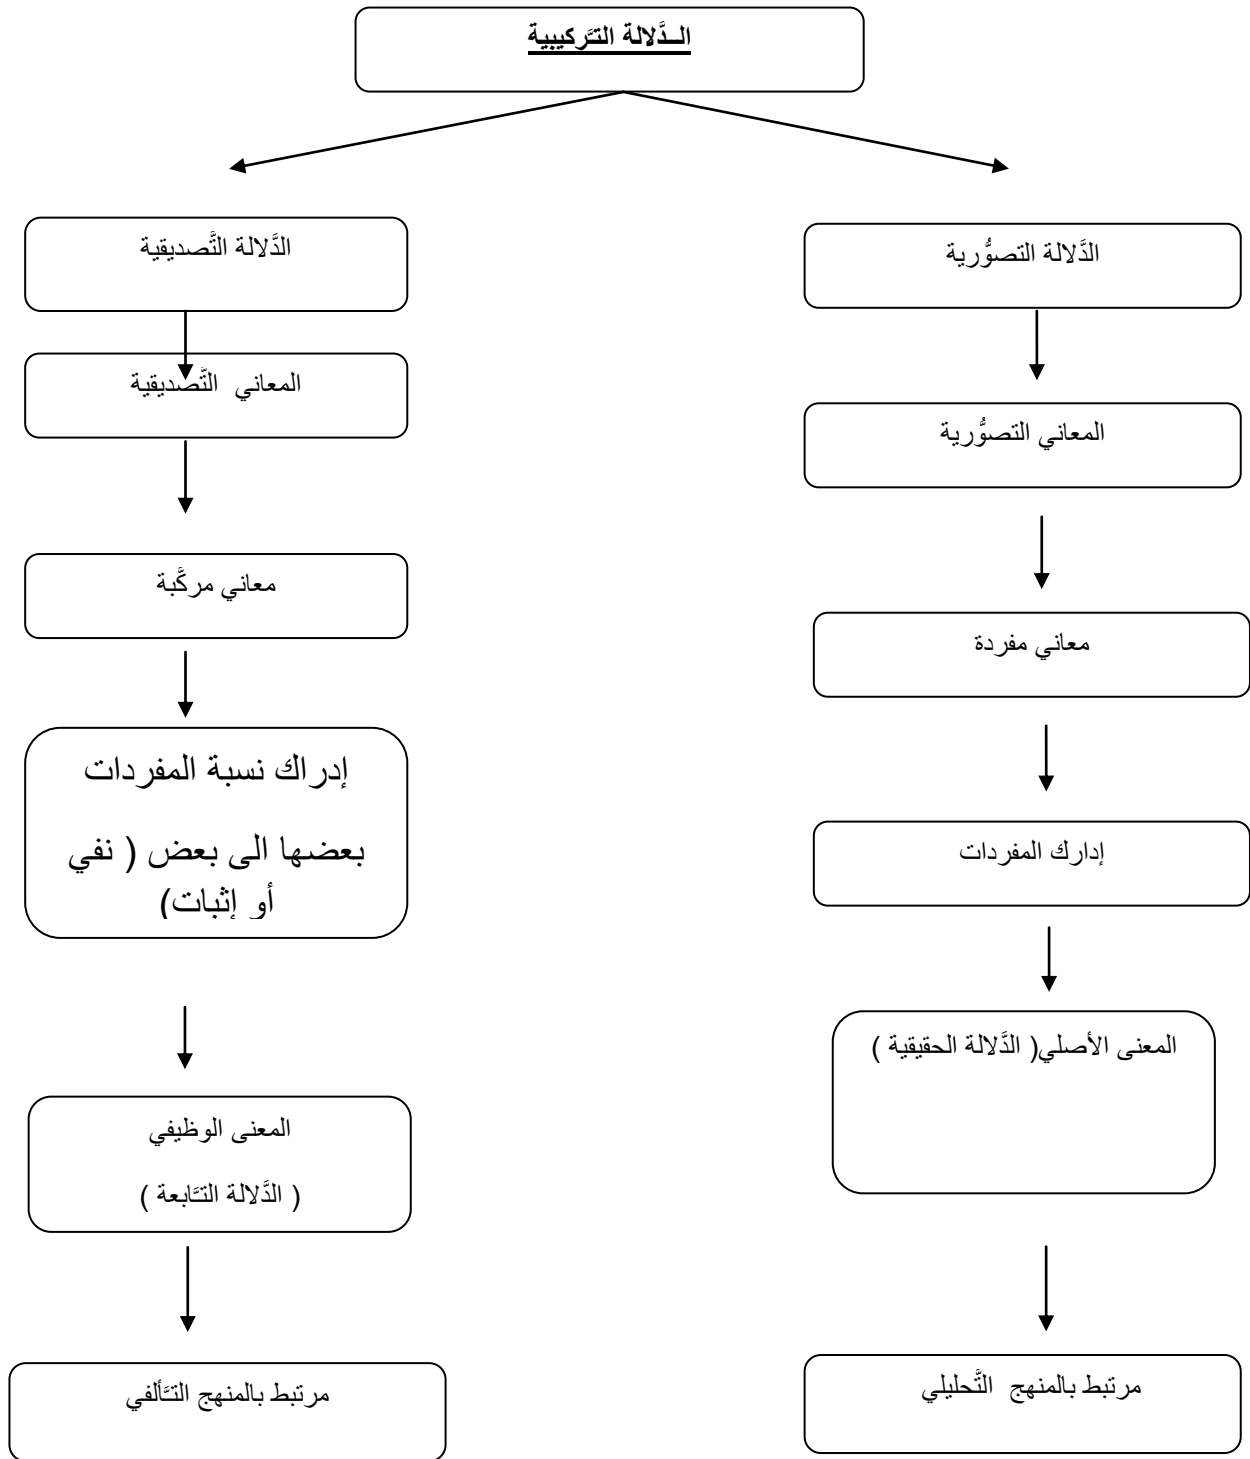 الـدَّلالة التَّركيبية
الدَّلالة التصوُّرية
المعاني التصوُّرية
معاني مفردة
إدارك المفردات
المعنى الأصلي( الدَّلالة الحقيقية )
مرتبط بالمنهج التَّحليلي
الدَّلالة التَّصديقية
المعاني التَّصديقية
معاني مركَّبة
إدراك نسبة المفردات
بعضها الى بعض ( نفي
أو إثبات)
المعنى الوظيفي
( الدَّلالة التَّابعة )
مرتبط بالمنهج التَّألفي